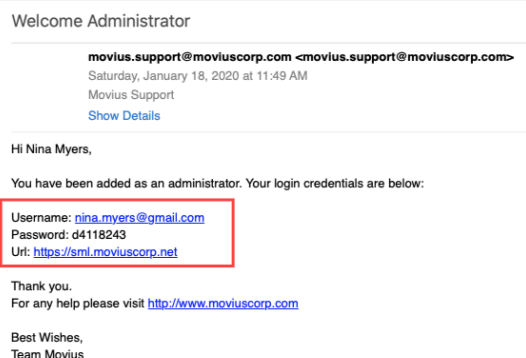 Welcome Administrator
movius.support@moviuscorp.com <movius.support@moviuscorp.com>
Saturday, January 18, 2020 at 11:49 AM
Movius Support
Show Details
Hi Nina Myers,
You have been added as an administrator. Your login credentials are below:
Username: nina.myers@gmail.com
Password: d4118243
Url: https://sml.moviuscorp.net
Thank you.
For any help please visit http://www.moviuscorp.com
Best Wishes,
Team Movius